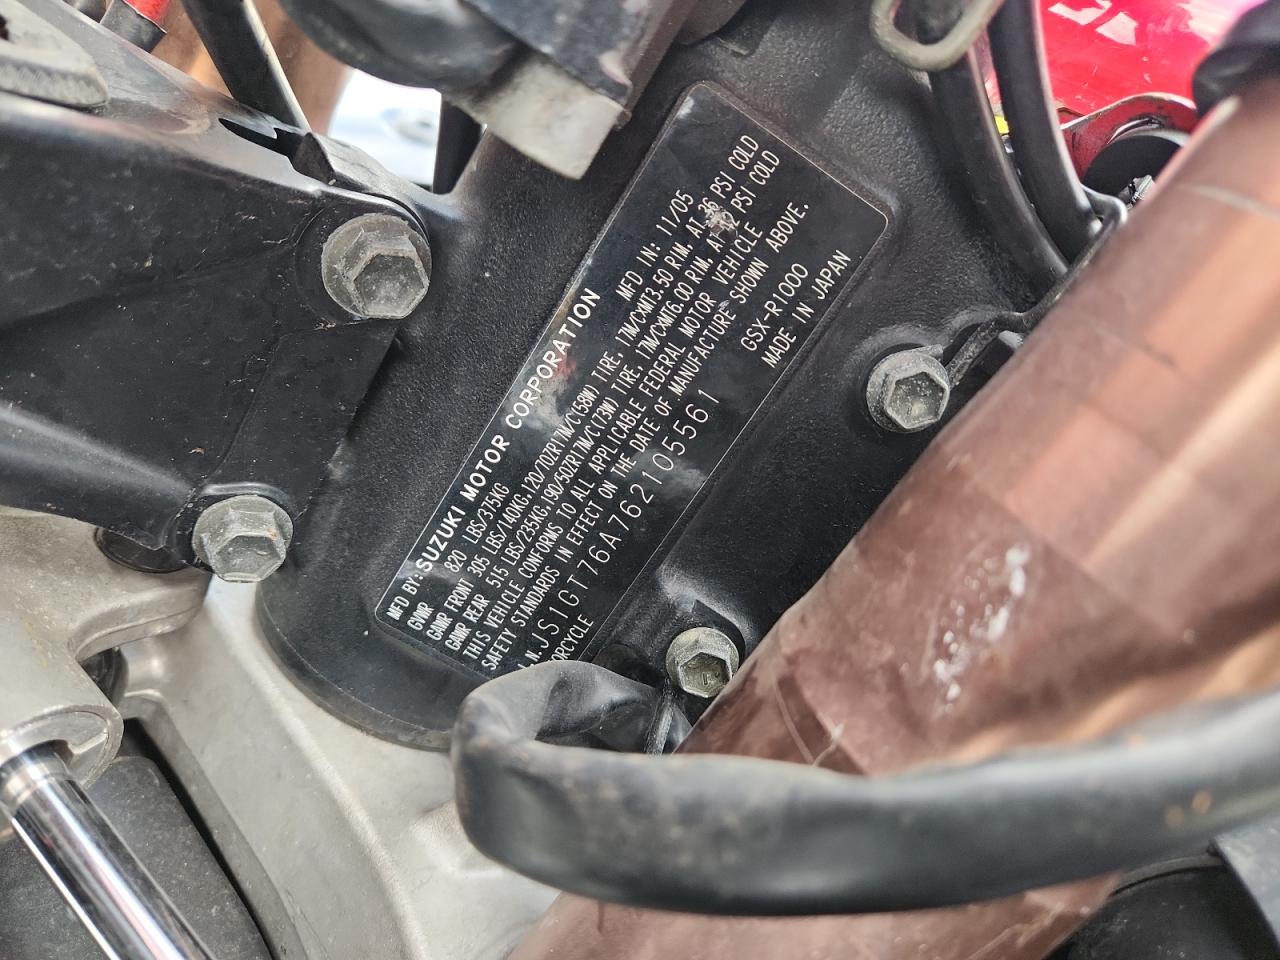 MFD BY: SUZUKI MOTOR CORPORATION
MFD IN: 11/05
GVWR 820 LBS/375KG
GAWR FRONT 305 LBS/140KG,120/70ZR17M/C(58W) TIRE, 17M/CXMT3.50 RIM, AT 36 PSI COLD
GAWR REAR 515 LBS/235KG,190/50ZR17M/C(73W) TIRE, 17M/CXMT6.00 RIM, AT 42 PSI COLD
THIS VEHICLE CONFORMS TO ALL APPLICABLE FEDERAL MOTOR VEHICLE
SAFETY STANDARDS IN EFFECT ON THE DATE OF MANUFACTURE SHOWN ABOVE.
I.N. JS1GT76A762105561 GSX-R1000
ORCYCLE MADE IN JAPAN